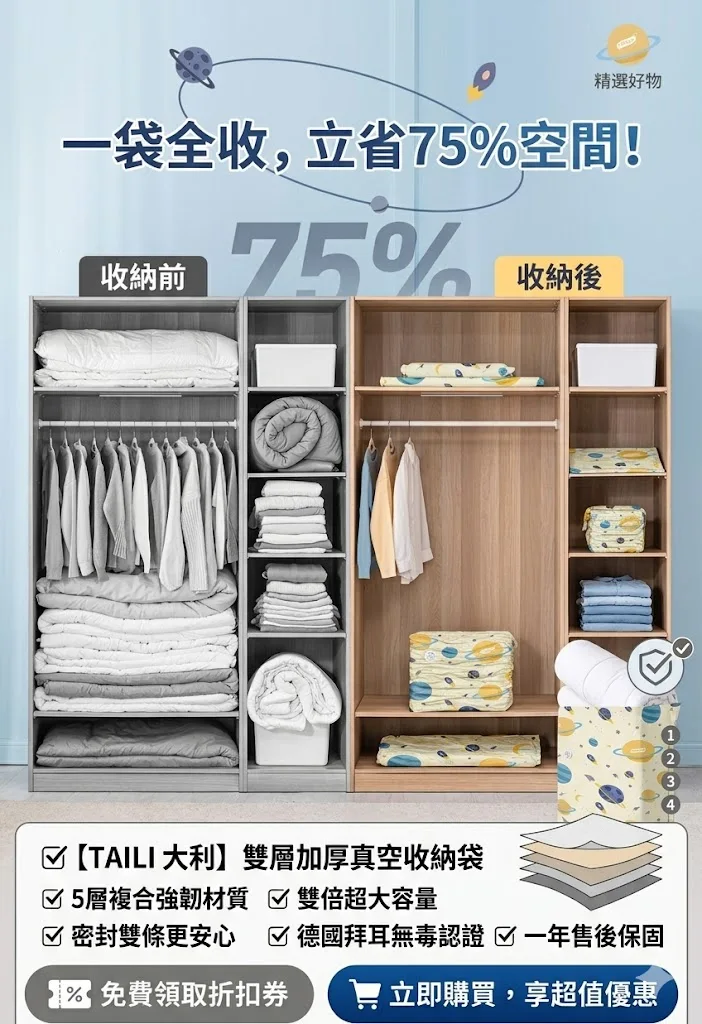 精選好物
一袋全收，立省75%空間！
75%
收納前
收納後
1
2
3
4
【TAILI 大利】雙層加厚真空收納袋
5層複合強韌材質
雙倍超大容量
密封雙條更安心
德國拜耳無毒認證
一年售後保固
% 免費領取折扣券
立即購買，享超值優惠